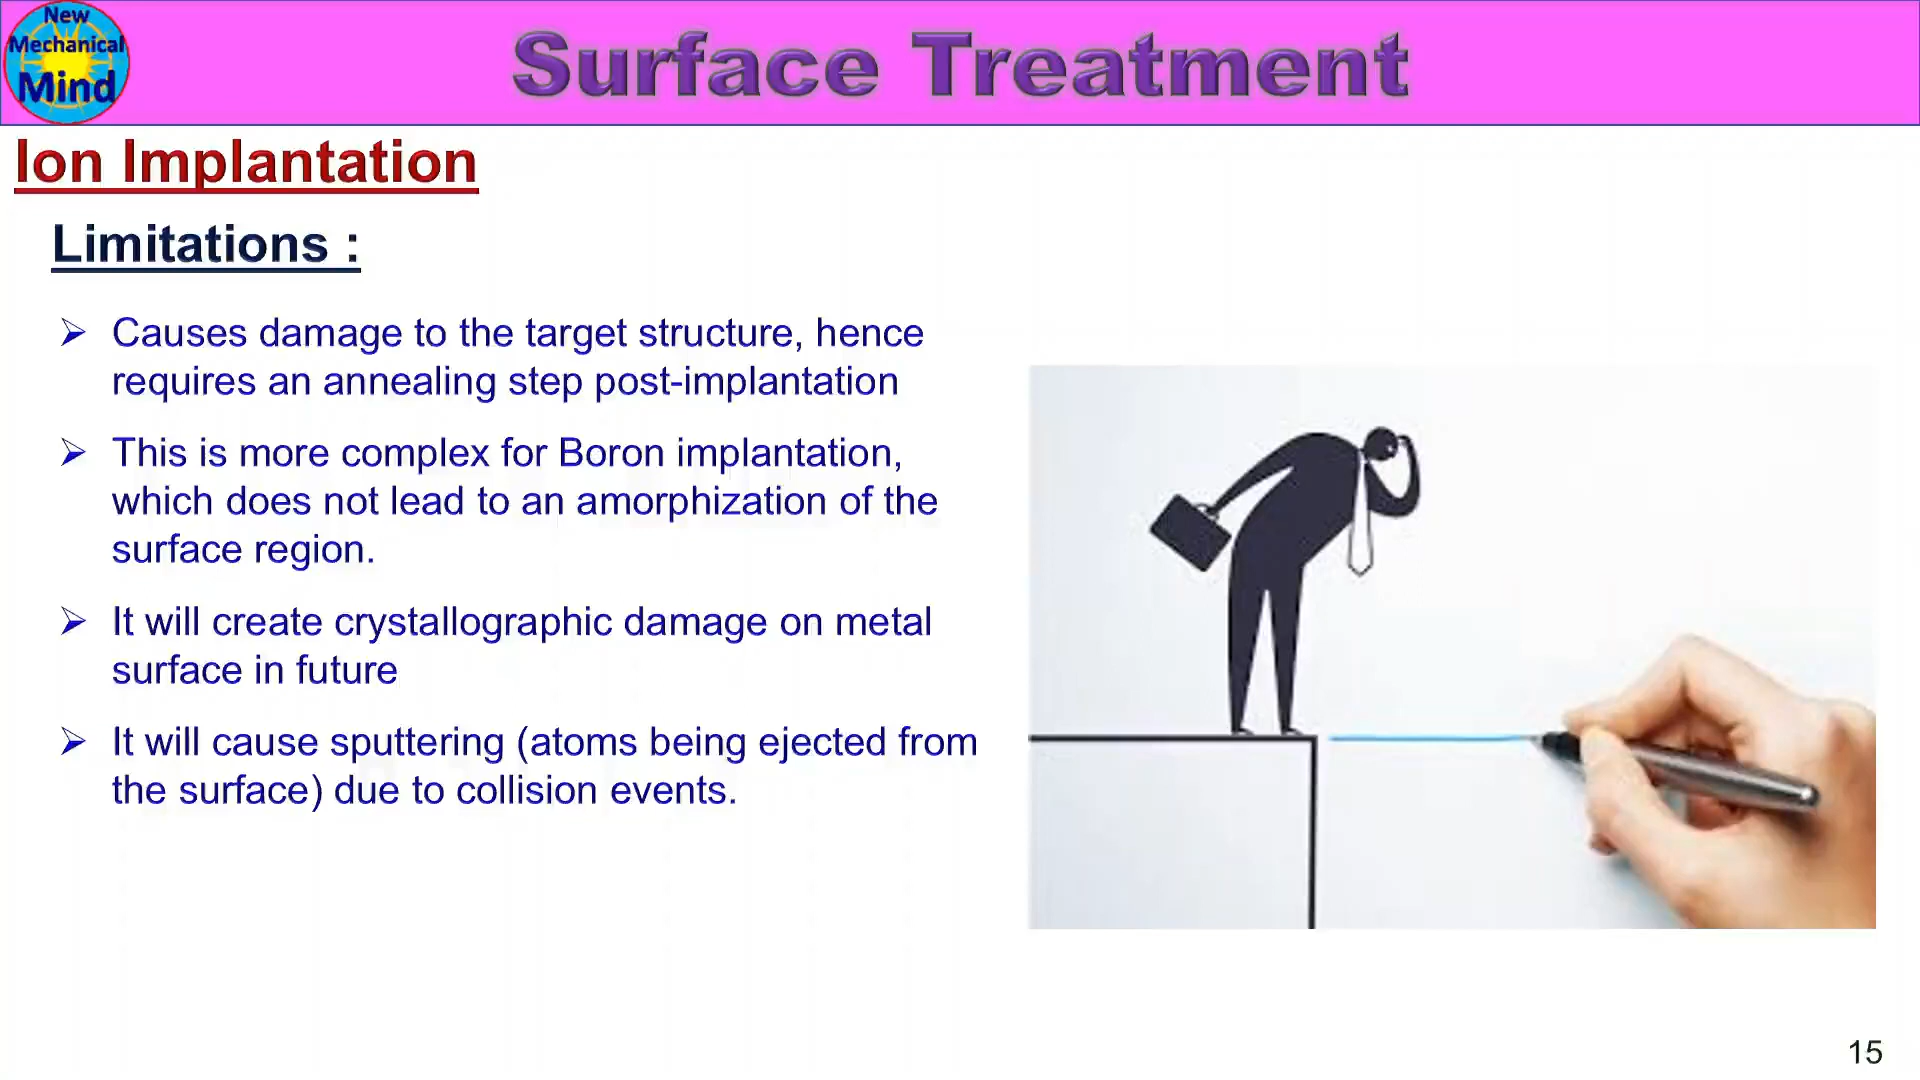 New
Mechanical
Mind
Surface Treatment
Ion Implantation
Limitations :
➢ Causes damage to the target structure, hence
requires an annealing step post-implantation
➢ This is more complex for Boron implantation,
which does not lead to an amorphization of the
surface region.
➢ It will create crystallographic damage on metal
surface in future
➢ It will cause sputtering (atoms being ejected from
the surface) due to collision events.
15